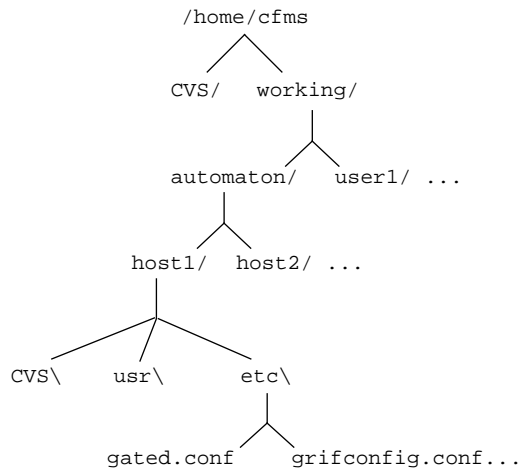 /home/cfms
CVS/ working/
automaton/ user1/ ...
host1/ host2/ ...
CVS\ usr\ etc\
gated.conf grifconfig.conf...